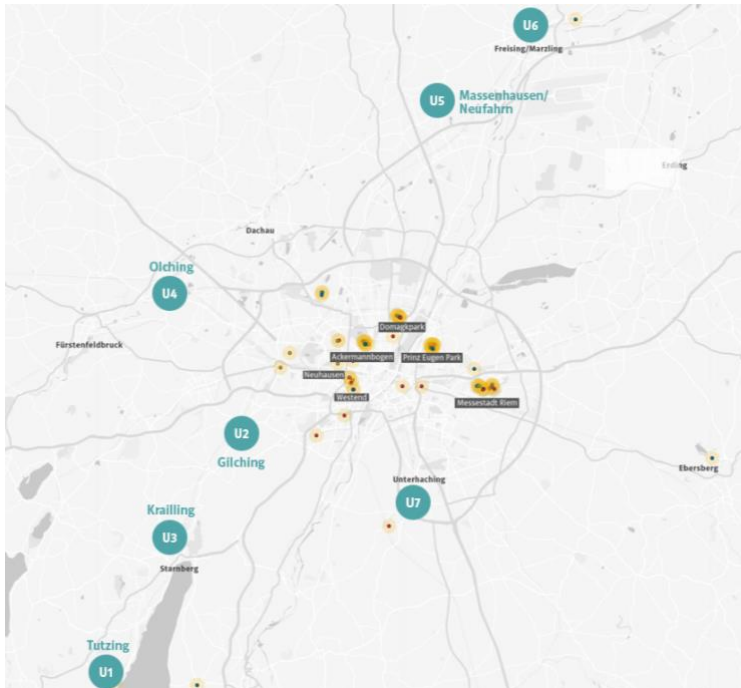 U6
Freising/Marzling
U5
Massenhausen/
Neufahrn
Erding
Dachau
Olching
U4
Domagkpark
Fürstenfeldbruck
Ackermannbogen
Prinz Eugen Park
Neuhausen
Westend
Messestadt Riem
U2
Gilching
Ebersberg
Unterhaching
U7
Krailling
U3
Starnberg
Tutzing
U1